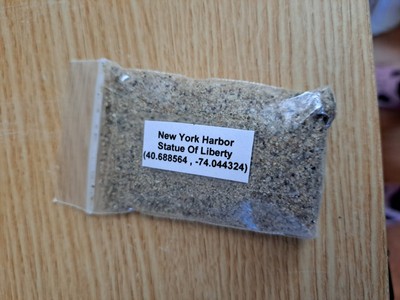 New York Harbor
Statue Of Liberty
(40.688564 , -74.044324)